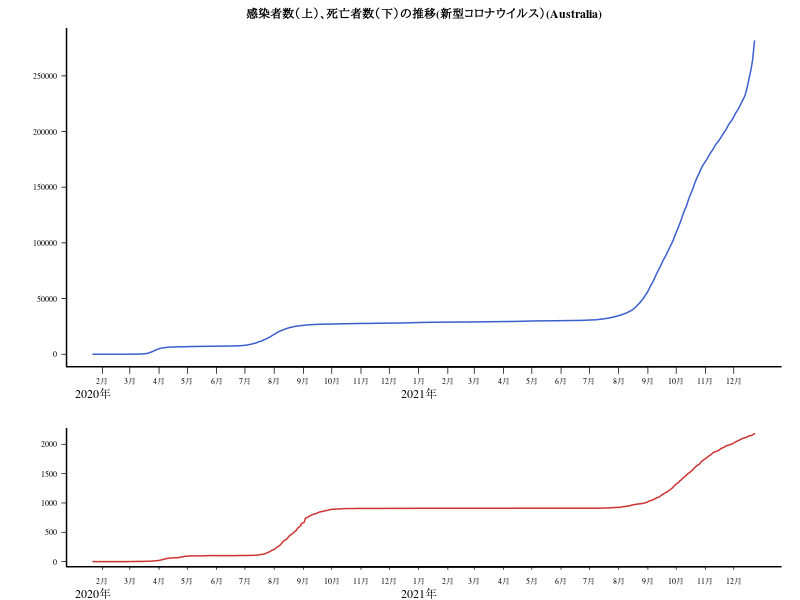 感染者数（上）、死亡者数（下）の推移(新型コロナウイルス）(Australia)
250000
200000
150000
100000
50000
0
2月 3月 4月 5月 6月 7月 8月 9月 10月 11月 12月 1月 2月 3月 4月 5月 6月 7月 8月 9月 10月 11月 12月
2020年 2021年
2000
1500
1000
500
0
2月 3月 4月 5月 6月 7月 8月 9月 10月 11月 12月 1月 2月 3月 4月 5月 6月 7月 8月 9月 10月 11月 12月
2020年 2021年